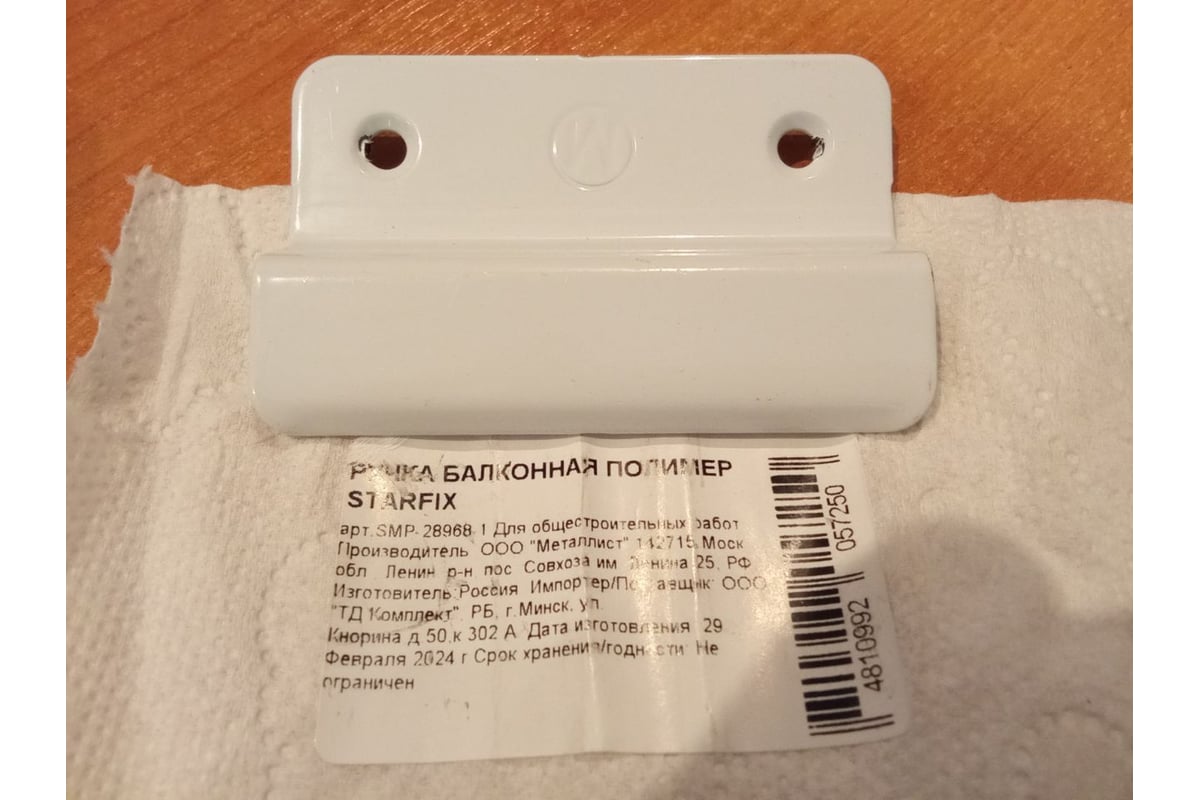 М
РУЧКА БАЛКОННАЯ ПОЛИМЕР
STARFIX
арт.SMP-28968-1 Для общестроительных работ
Производитель ООО "Металлист" 142715, Моск
обл Ленин р-н пос Совхоза им Ленина 25, РФ
Изготовитель:Россия Импортер/Поставщик: ООО
"ТД Комплект", РБ, г.Минск, ул.
Кнорина д 50,к 302 А Дата изготовления 29
Февраля 2024 г Срок хранения/годности: Не
ограничен
4810992 057250